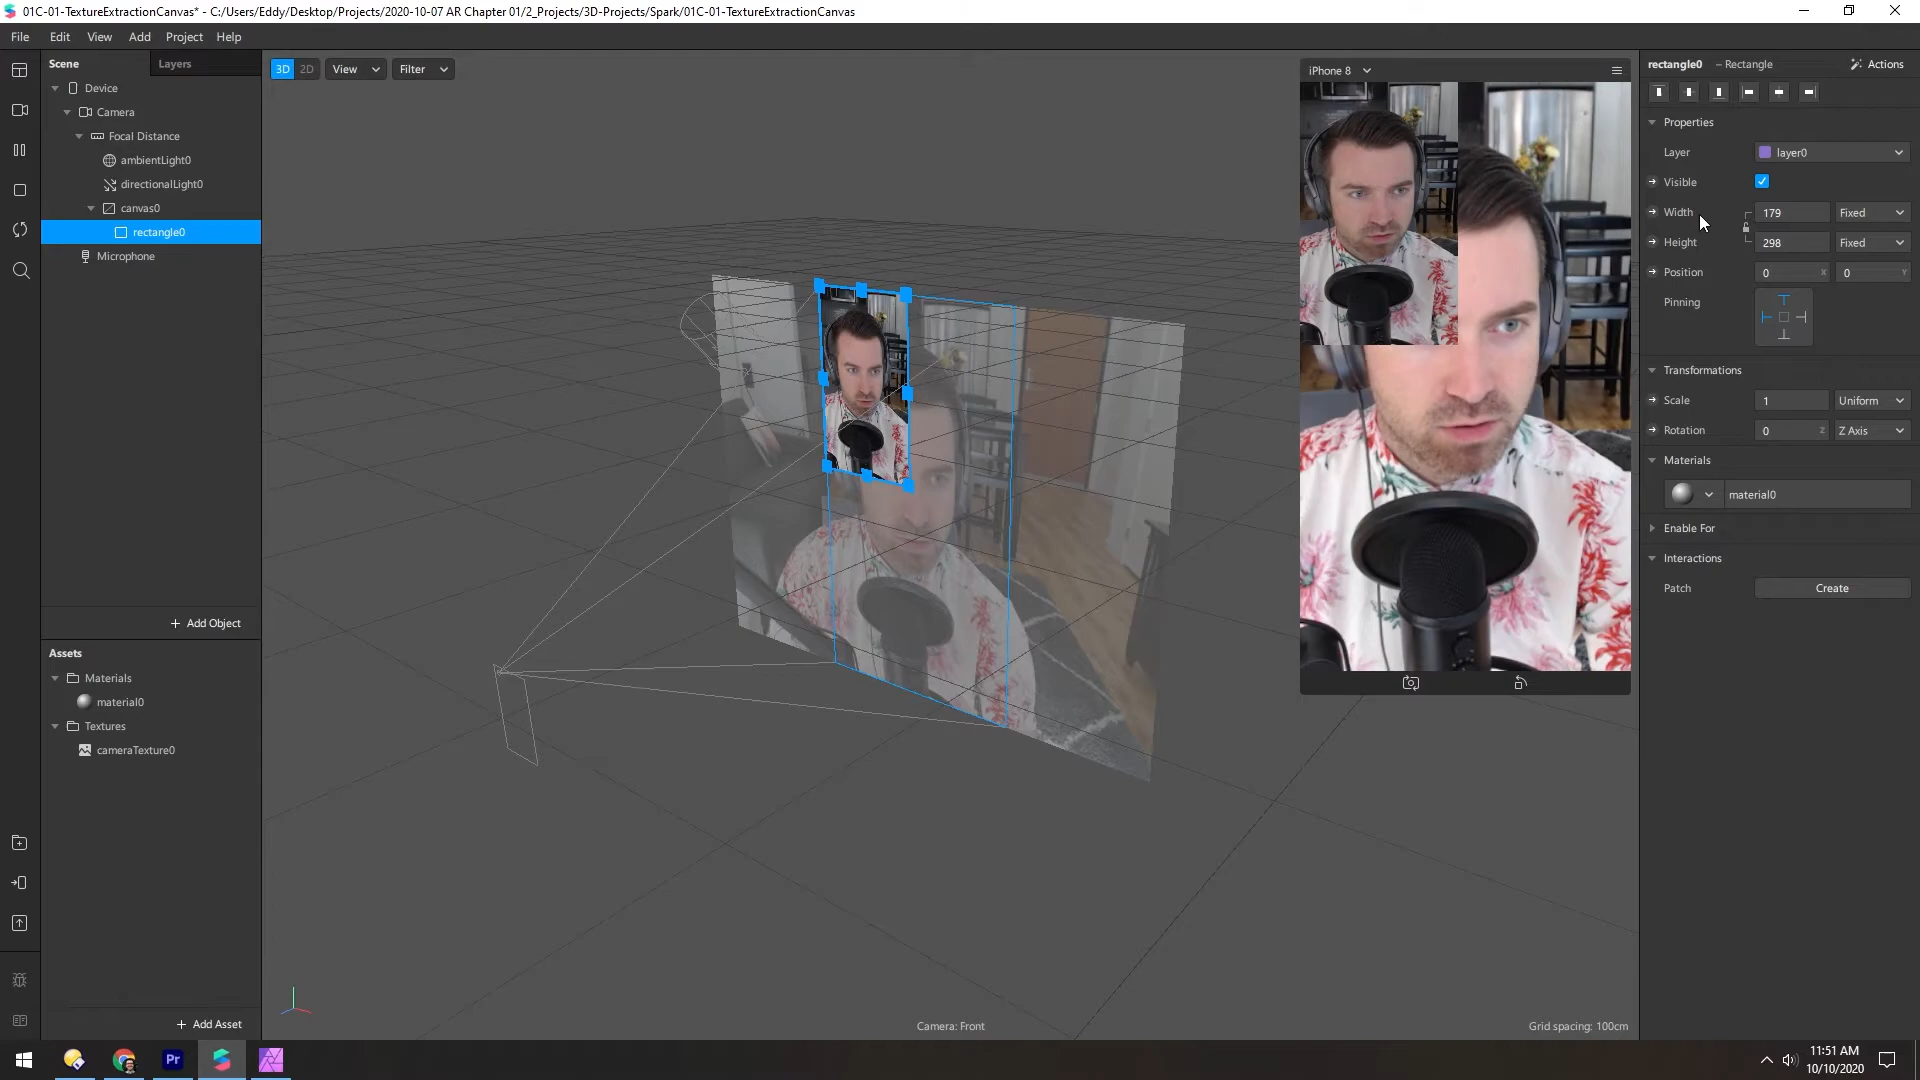 01C-01-TextureExtractionCanvas* - C:/Users/Eddy/Desktop/Projects/2020-10-07 AR Chapter 01/2_Projects/3D-Projects/Spark/01C-01-TextureExtractionCanvas
File Edit View Add Project Help
Scene Layers
Device
Camera
Focal Distance
ambientLight0
directionalLight0
canvas0
rectangle0
Microphone
+ Add Object
Assets
Materials
material0
Textures
cameraTexture0
+ Add Asset
3D 2D View Filter
Camera: Front
Grid spacing: 100cm
iPhone 8
rectangle0 – Rectangle Actions
Properties
Layer layer0
Visible
Width 179 Fixed
Height 298 Fixed
Position 0 X 0 Y
Pinning
Transformations
Scale 1 Uniform
Rotation 0 Z Z Axis
Materials
material0
Enable For
Interactions
Patch Create
Pr
11:51 AM
10/10/2020